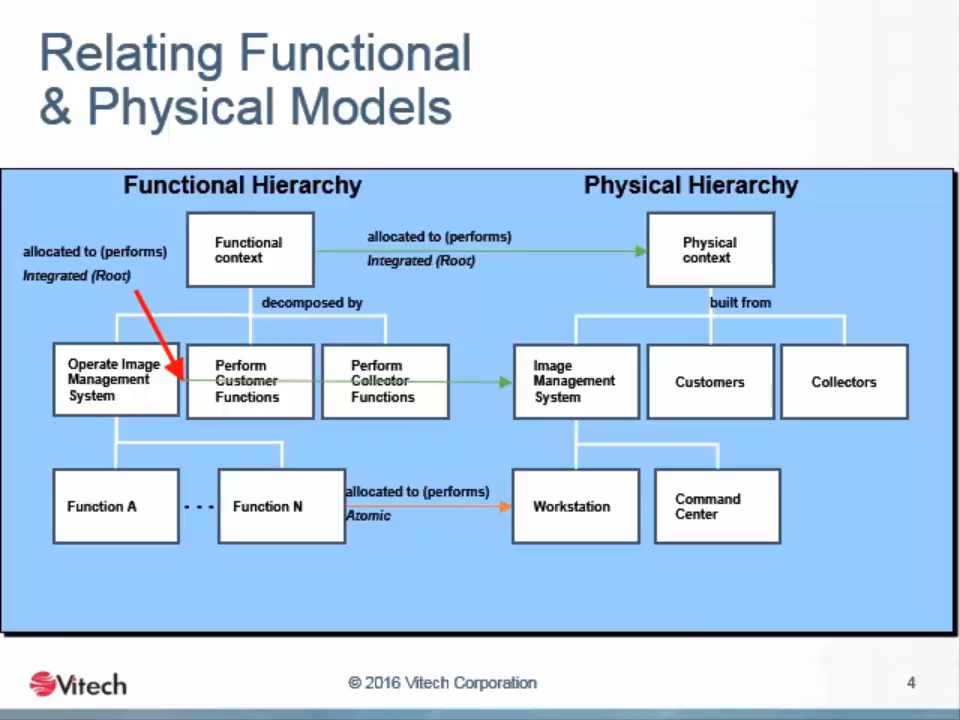 Relating Functional
& Physical Models
Functional Hierarchy
Physical Hierarchy
allocated to (performs)
Integrated (Root)
Functional
context
allocated to (performs)
Integrated (Root)
Physical
context
decomposed by
built from
Operate Image
Management
System
Perform
Customer
Functions
Perform
Collector
Functions
Image
Management
System
Customers
Collectors
Function A
. . .
Function N
allocated to (performs)
Atomic
Workstation
Command
Center
Vitech
© 2016 Vitech Corporation
4